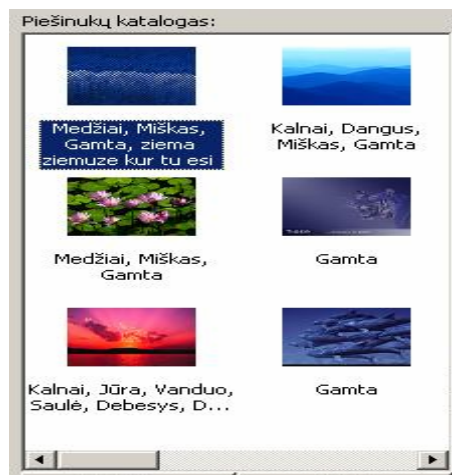 Piešinukų katalogas:
Medžiai, Miškas,
Gamta, ziema
ziemuze kur tu esi
Kalnai, Dangus,
Miškas, Gamta
Medžiai, Miškas,
Gamta
Gamta
Kalnai, Jūra, Vanduo,
Saulė, Debesys, D...
Gamta